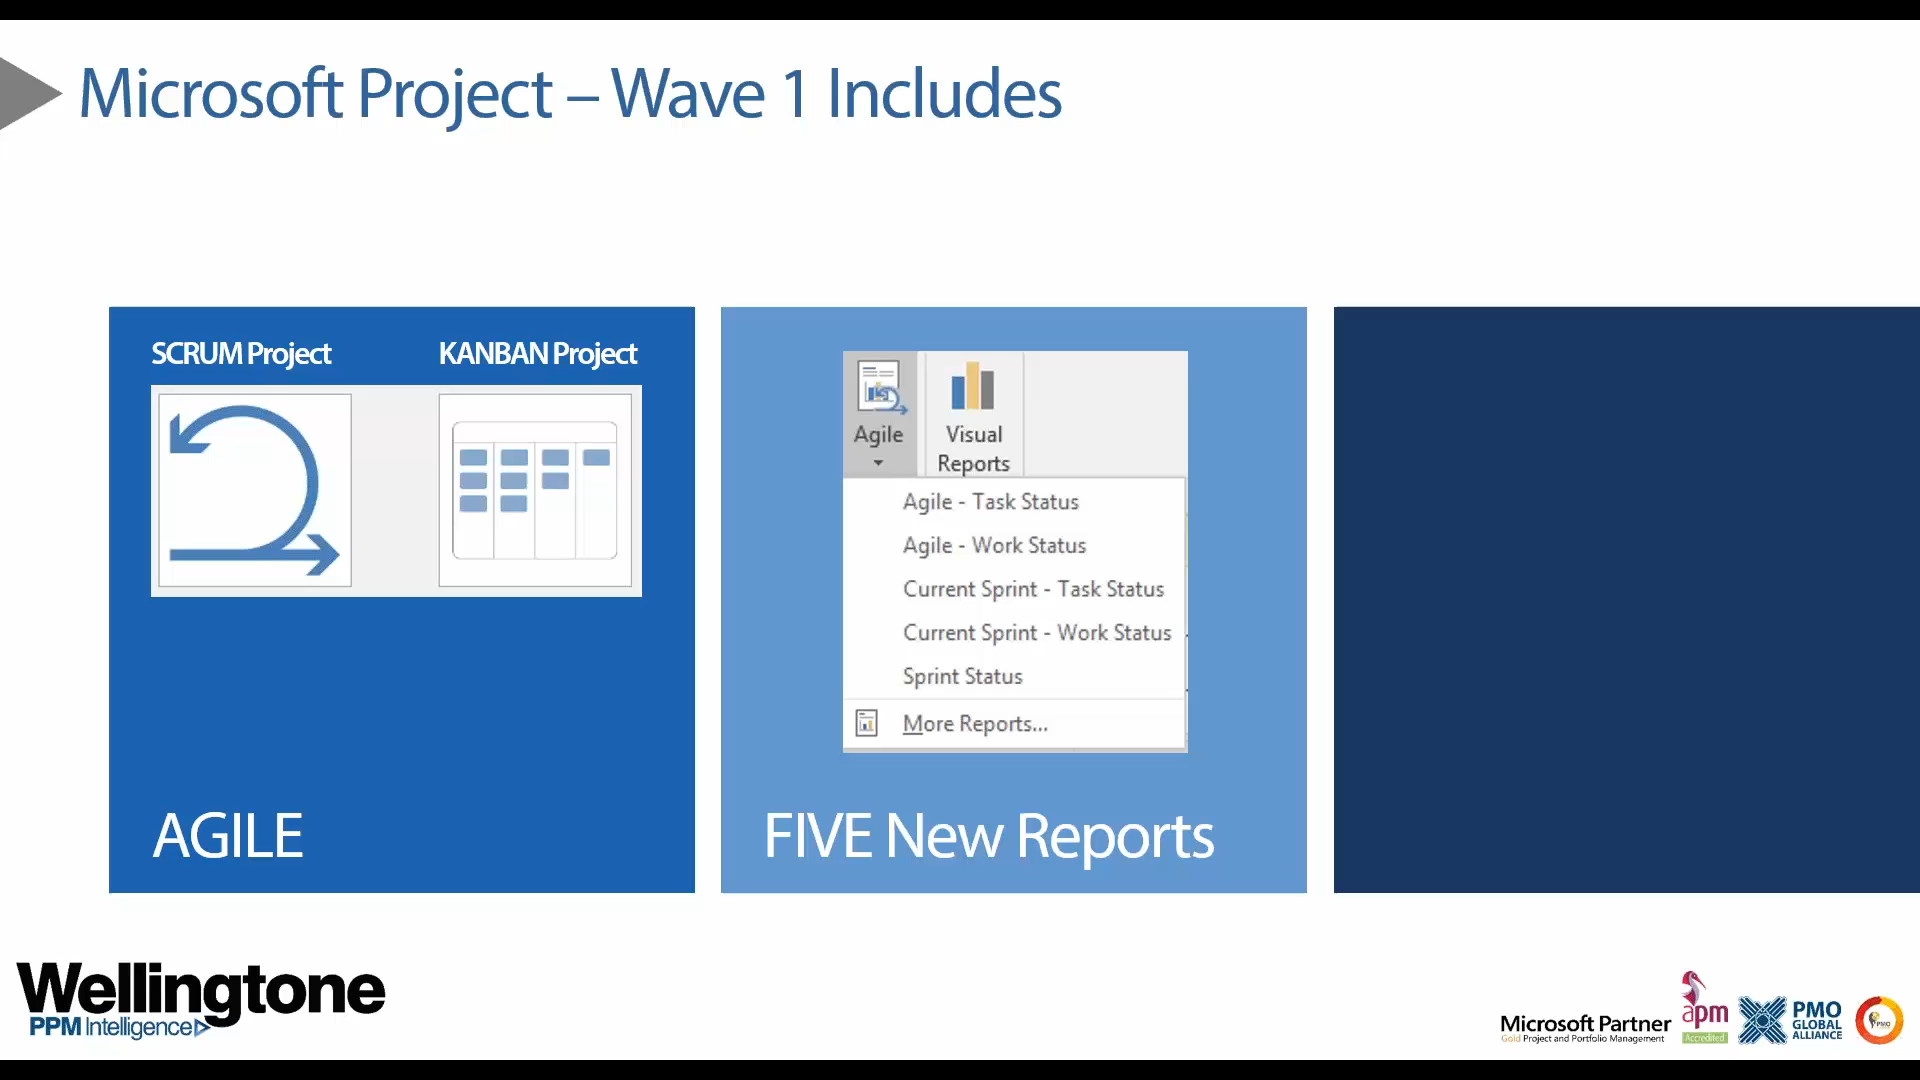 Microsoft Project – Wave 1 Includes
SCRUM Project
KANBAN Project
AGILE
Agile
Visual
Reports
Agile - Task Status
Agile - Work Status
Current Sprint - Task Status
Current Sprint - Work Status
Sprint Status
More Reports...
FIVE New Reports
Wellingtone
PPM Intelligence
Microsoft Partner
Gold Project and Portfolio Management
apm
Accredited
PMO
GLOBAL
ALLIANCE
PMO